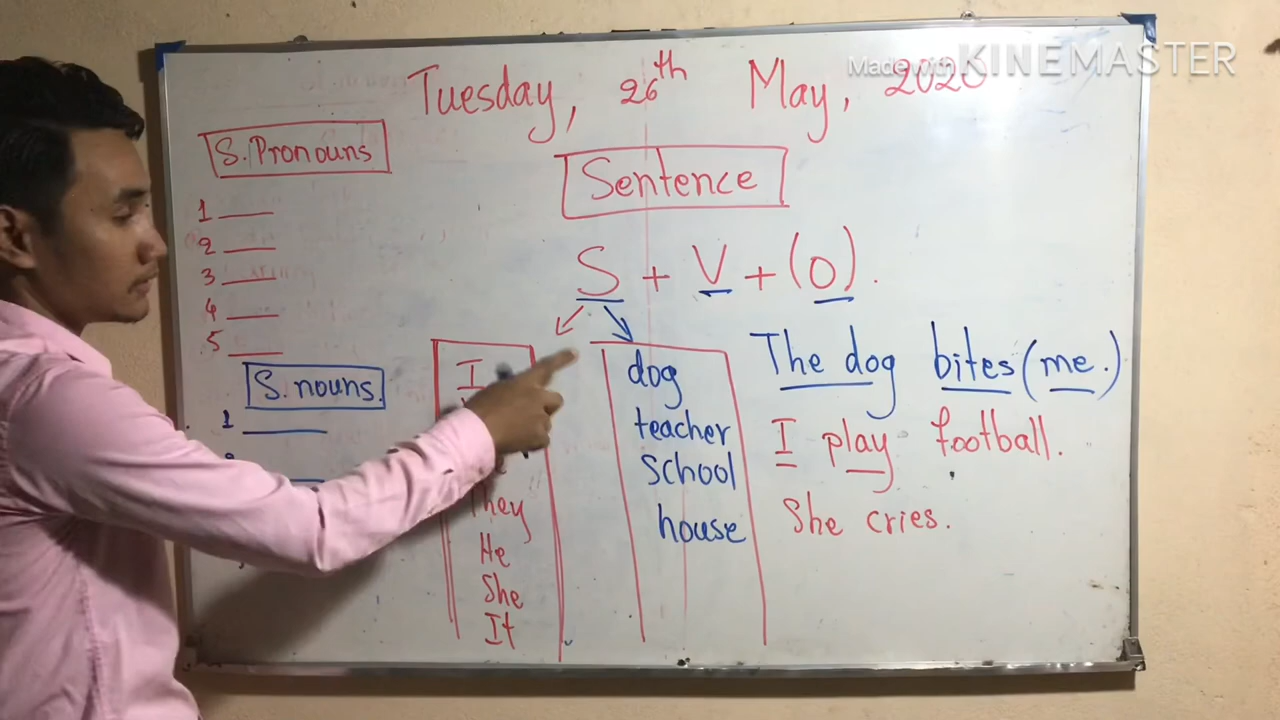 Made with KINEMASTER
Tuesday, 26th May, 2020
S. Pronouns
1
2
3
4
5
S. nouns.
1
Sentence
S + V + (O).
I
They
He
She
It
dog
teacher
school
house
The dog bites (me.)
I play football.
She cries.